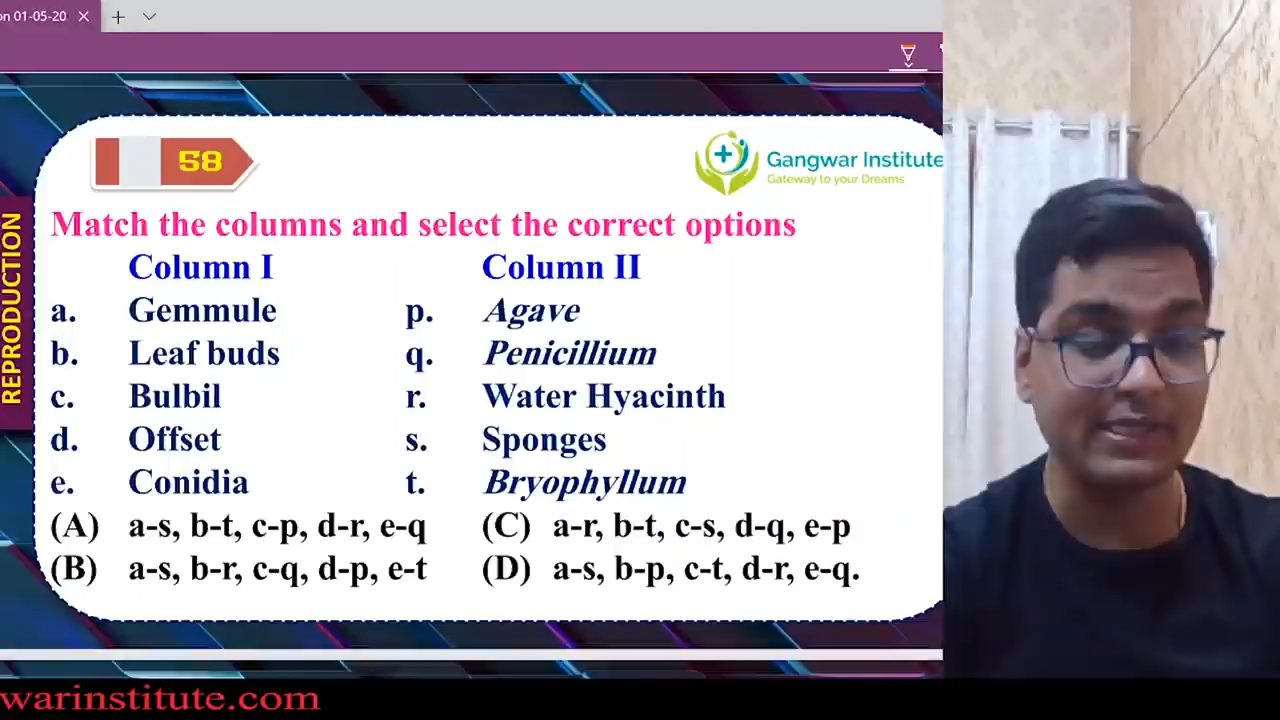 on 01-05-20
58
Gangwar Institute
Gateway to your Dreams
REPRODUCTION
Match the columns and select the correct options
Column I Column II
a. Gemmule p. Agave
b. Leaf buds q. Penicillium
c. Bulbil r. Water Hyacinth
d. Offset s. Sponges
e. Conidia t. Bryophyllum
(A) a-s, b-t, c-p, d-r, e-q (C) a-r, b-t, c-s, d-q, e-p
(B) a-s, b-r, c-q, d-p, e-t (D) a-s, b-p, c-t, d-r, e-q.
warinstitute.com